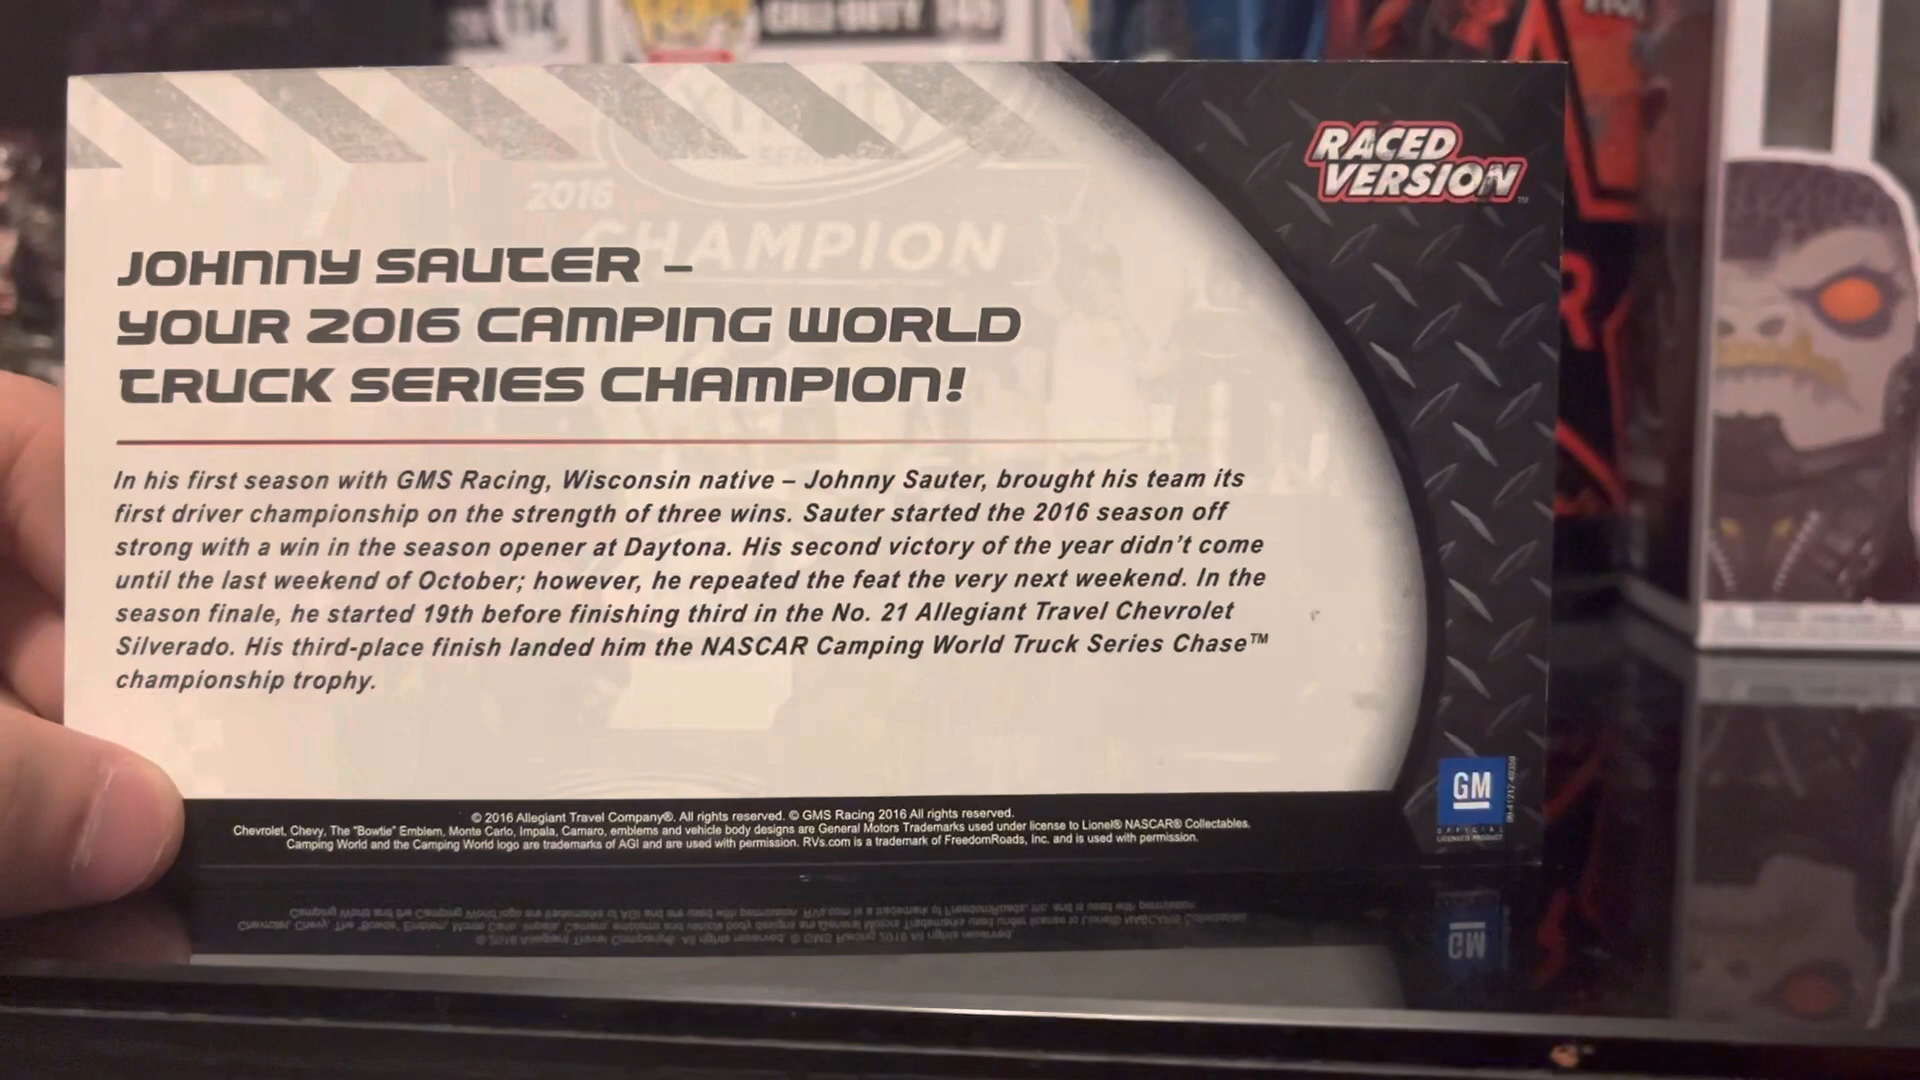 RACED
VERSION™
2016
CHAMPION
JOHNNY SAUTER –
YOUR 2016 CAMPING WORLD
TRUCK SERIES CHAMPION!
In his first season with GMS Racing, Wisconsin native – Johnny Sauter, brought his team its
first driver championship on the strength of three wins. Sauter started the 2016 season off
strong with a win in the season opener at Daytona. His second victory of the year didn't come
until the last weekend of October; however, he repeated the feat the very next weekend. In the
season finale, he started 19th before finishing third in the No. 21 Allegiant Travel Chevrolet
Silverado. His third-place finish landed him the NASCAR Camping World Truck Series Chase™
championship trophy.
© 2016 Allegiant Travel Company®. All rights reserved. © GMS Racing 2016 All rights reserved.
Chevrolet, Chevy, The "Bowtie" Emblem, Monte Carlo, Impala, Camaro, emblems and vehicle body designs are General Motors Trademarks used under license to Lionel® NASCAR® Collectables.
Camping World and the Camping World logo are trademarks of AGI and are used with permission. RVs.com is a trademark of FreedomRoads, Inc. and is used with permission.
GM
OFFICIAL
LICENSED PRODUCT